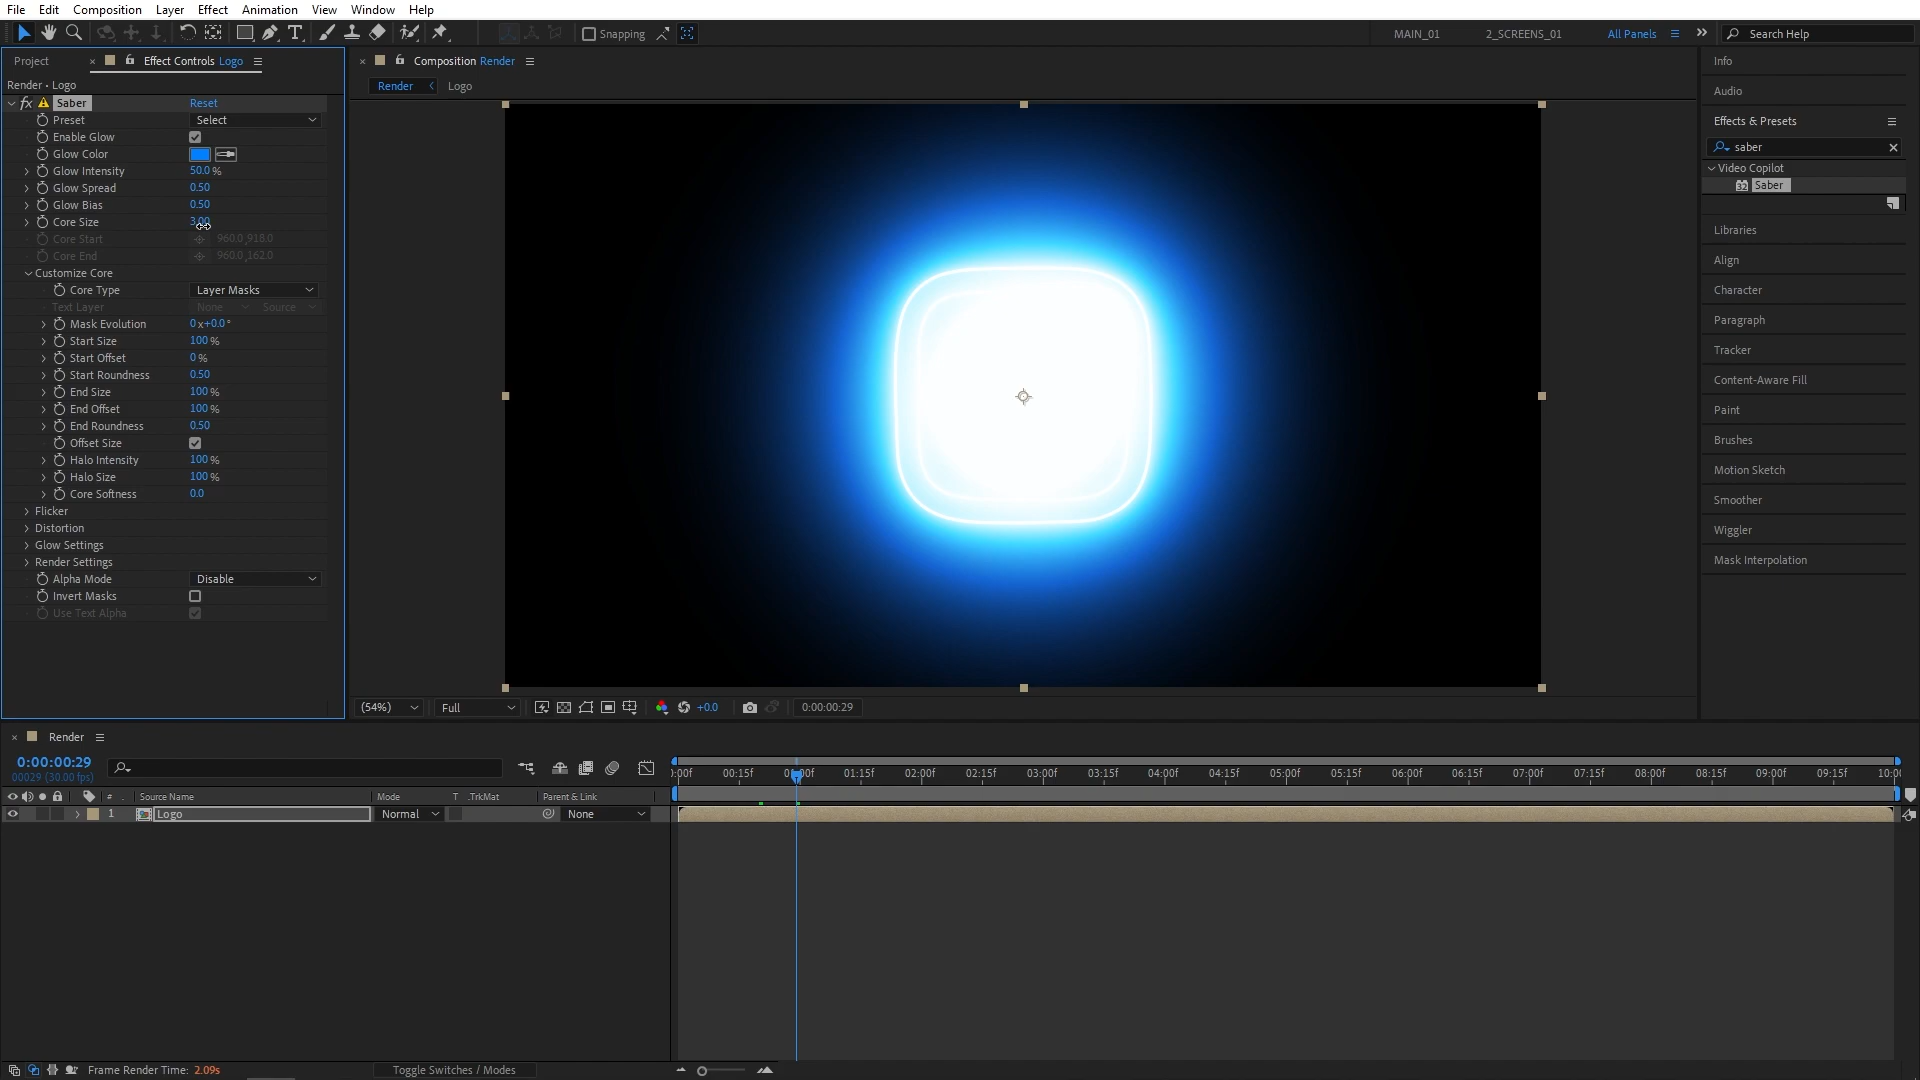 File Edit Composition Layer Effect Animation View Window Help
Snapping
MAIN_01 2_SCREENS_01 All Panels Search Help
Project Effect Controls Logo
Render • Logo
fx Saber Reset
Preset Select
Enable Glow
Glow Color
Glow Intensity 50.0 %
Glow Spread 0.50
Glow Bias 0.50
Core Size 3.00
Core Start 960.0,918.0
Core End 960.0,162.0
Customize Core
Core Type Layer Masks
Text Layer None Source
Mask Evolution 0x+0.0°
Start Size 100 %
Start Offset 0 %
Start Roundness 0.50
End Size 100 %
End Offset 100 %
End Roundness 0.50
Offset Size
Halo Intensity 100 %
Halo Size 100 %
Core Softness 0.0
Flicker
Distortion
Glow Settings
Render Settings
Alpha Mode Disable
Invert Masks
Use Text Alpha
Composition Render
Render Logo
(54%) Full +0.0 0:00:00:29
Info
Audio
Effects & Presets
saber
Video Copilot
32 Saber
Libraries
Align
Character
Paragraph
Tracker
Content-Aware Fill
Paint
Brushes
Motion Sketch
Smoother
Wiggler
Mask Interpolation
Render
0:00:00:29
00029 (30.00 fps)
# Source Name Mode T .TrkMat Parent & Link
1 Logo Normal None
:00f 00:15f 01:00f 01:15f 02:00f 02:15f 03:00f 03:15f 04:00f 04:15f 05:00f 05:15f 06:00f 06:15f 07:00f 07:15f 08:00f 08:15f 09:00f 09:15f 10:0
Frame Render Time: 2.09s Toggle Switches / Modes